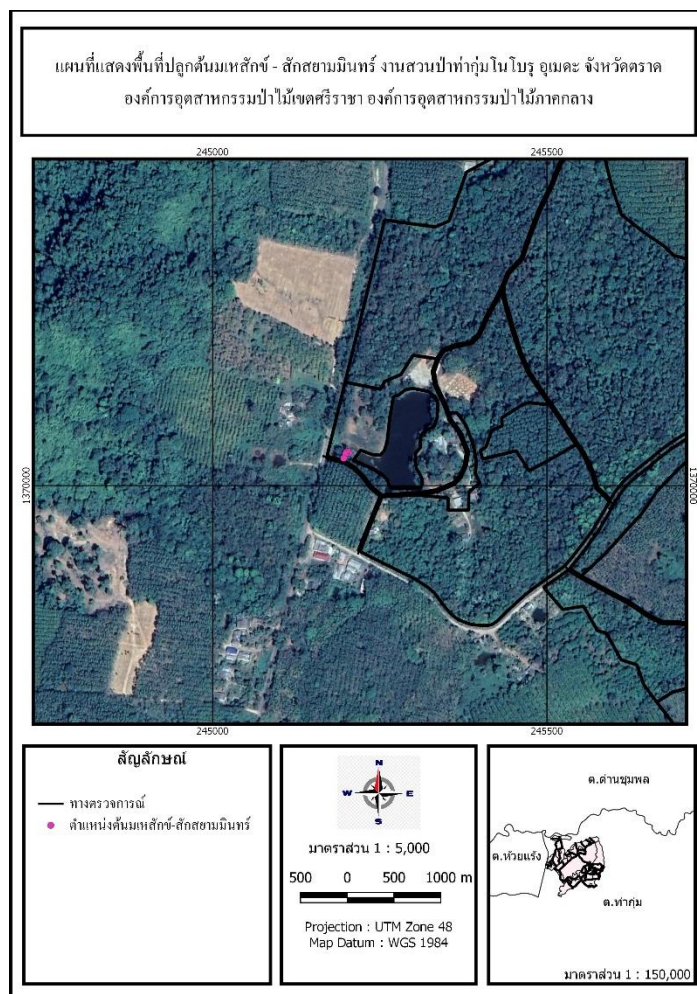 แผนที่แสดงพื้นที่ปลูกต้นมเหสักข์ - สักสยามมินทร์ งานสวนป่าท่ากุ่มโนโบรุ อุเมดะ จังหวัดตราด
องค์การอุตสาหกรรมป่าไม้เขตศรีราชา องค์การอุตสาหกรรมป่าไม้ภาคกลาง
245000 245500
1370000 1370000
245000 245500
สัญลักษณ์
ทางตรวจการณ์
ตำแหน่งต้นมเหสักข์-สักสยามมินทร์
N
W E
S
มาตราส่วน 1 : 5,000
500 0 500 1000 m
Projection : UTM Zone 48
Map Datum : WGS 1984
ต.ด่านชุมพล
ต.ห้วยแร้ง
ต.ท่ากุ่ม
มาตราส่วน 1 : 150,000